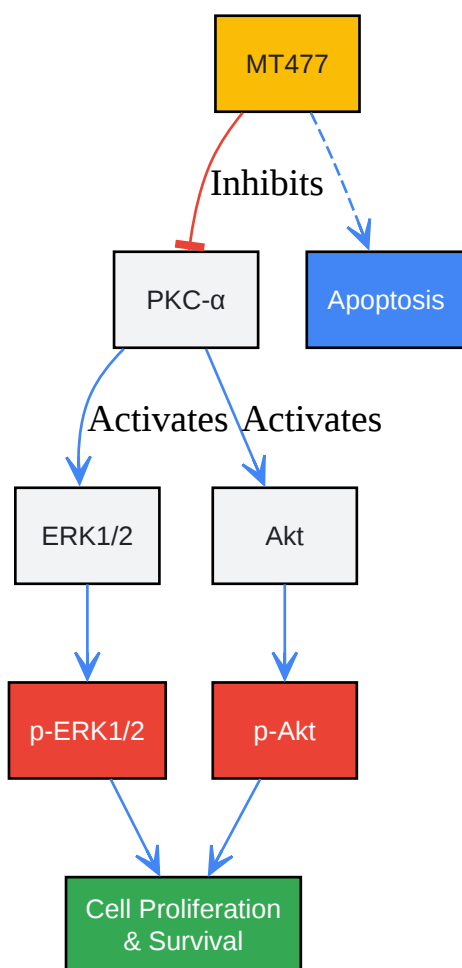 MT477
Inhibits
PKC-α
Apoptosis
Activates
Activates
ERK1/2
Akt
p-ERK1/2
p-Akt
Cell Proliferation
& Survival